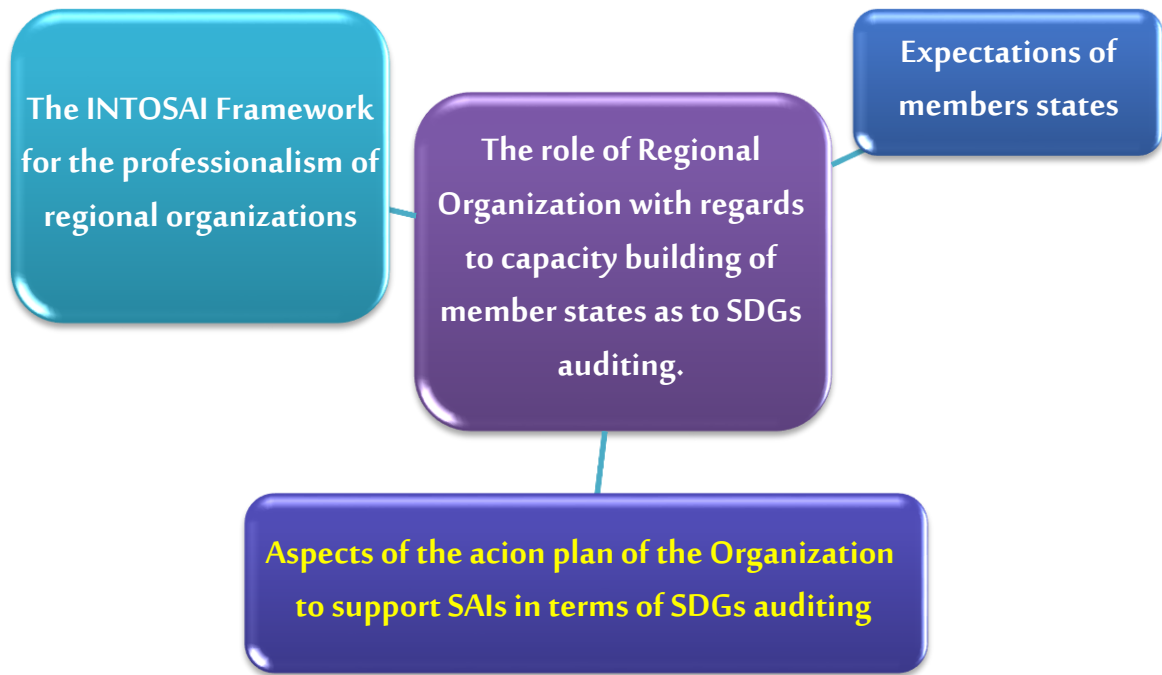 The INTOSAI Framework
for the professionalism of
regional organizations
The role of Regional
Organization with regards
to capacity building of
member states as to SDGs
auditing.
Expectations of
members states
Aspects of the acion plan of the Organization
to support SAIs in terms of SDGs auditing